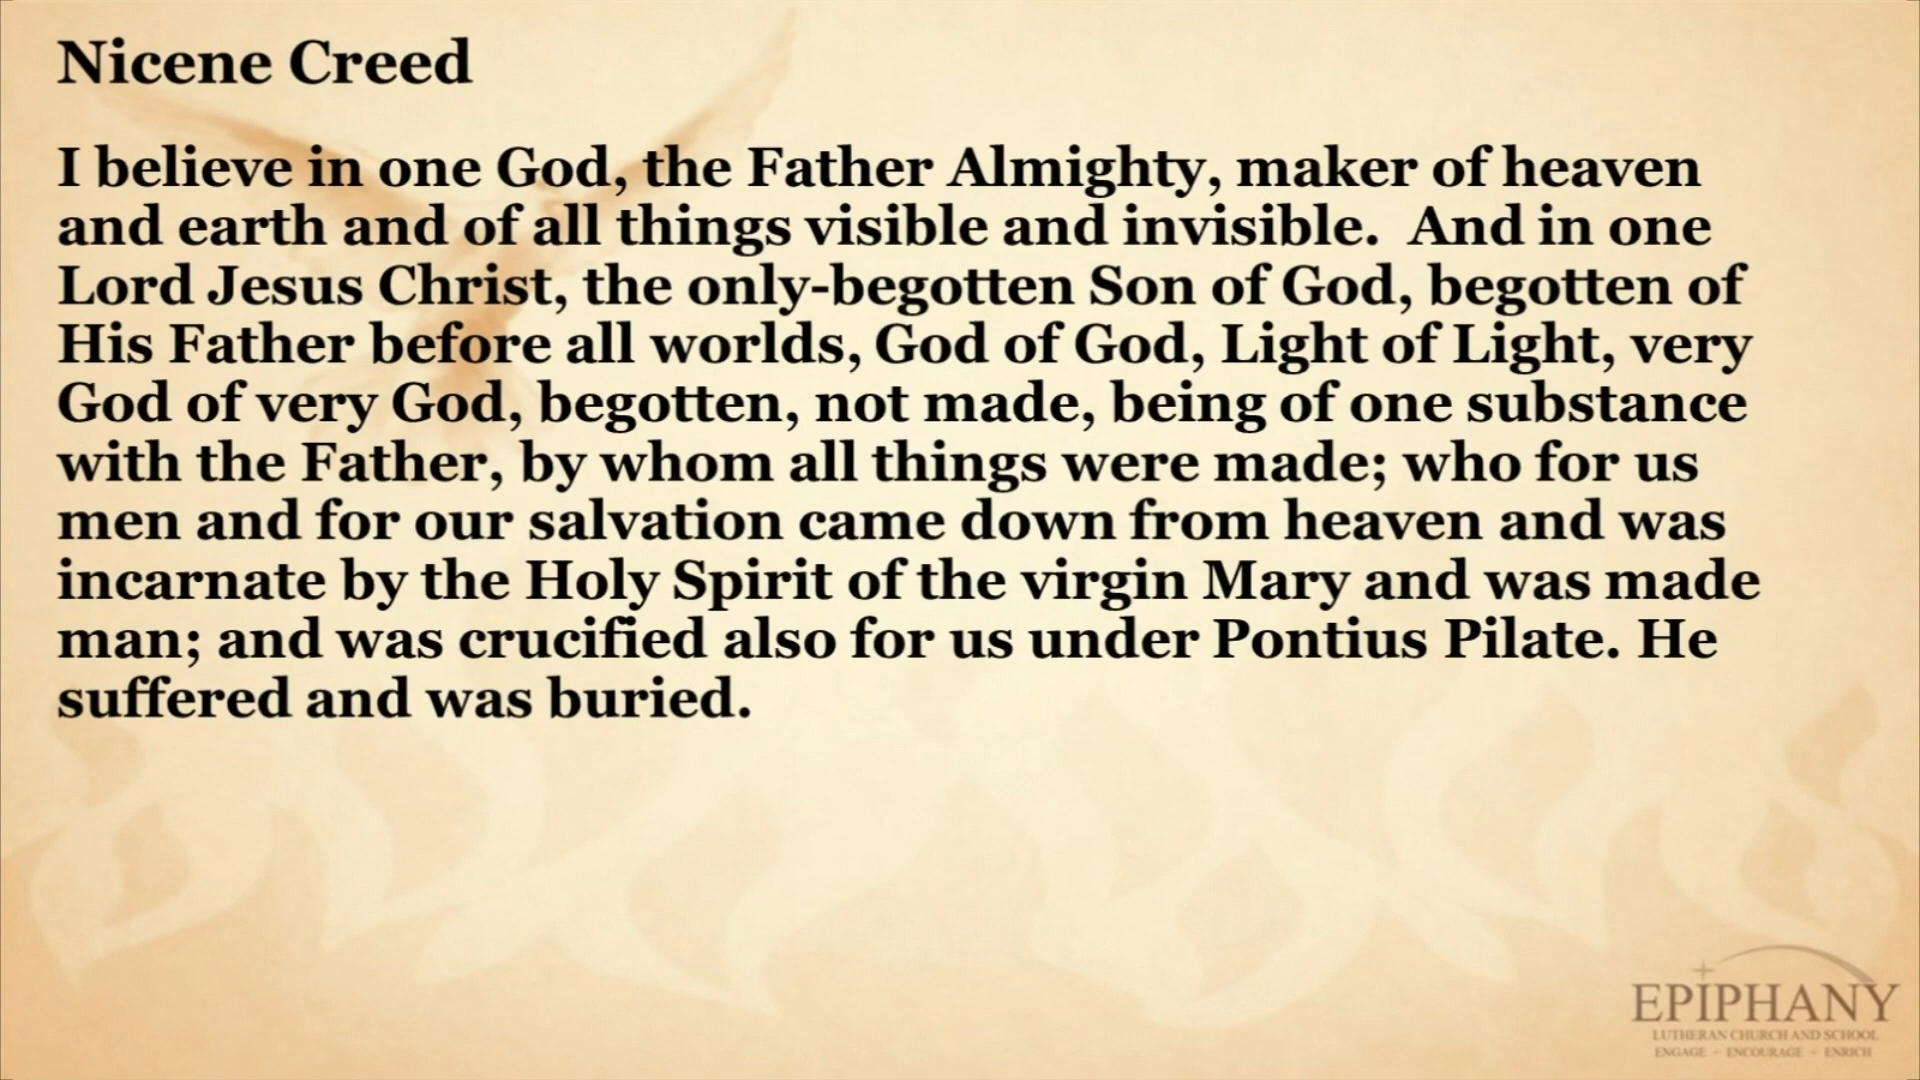 Nicene Creed
I believe in one God, the Father Almighty, maker of heaven
and earth and of all things visible and invisible.  And in one
Lord Jesus Christ, the only-begotten Son of God, begotten of
His Father before all worlds, God of God, Light of Light, very
God of very God, begotten, not made, being of one substance
with the Father, by whom all things were made; who for us
men and for our salvation came down from heaven and was
incarnate by the Holy Spirit of the virgin Mary and was made
man; and was crucified also for us under Pontius Pilate. He
suffered and was buried.
EPIPHANY
LUTHERAN CHURCH AND SCHOOL
ENGAGE ~ ENCOURAGE ~ ENRICH